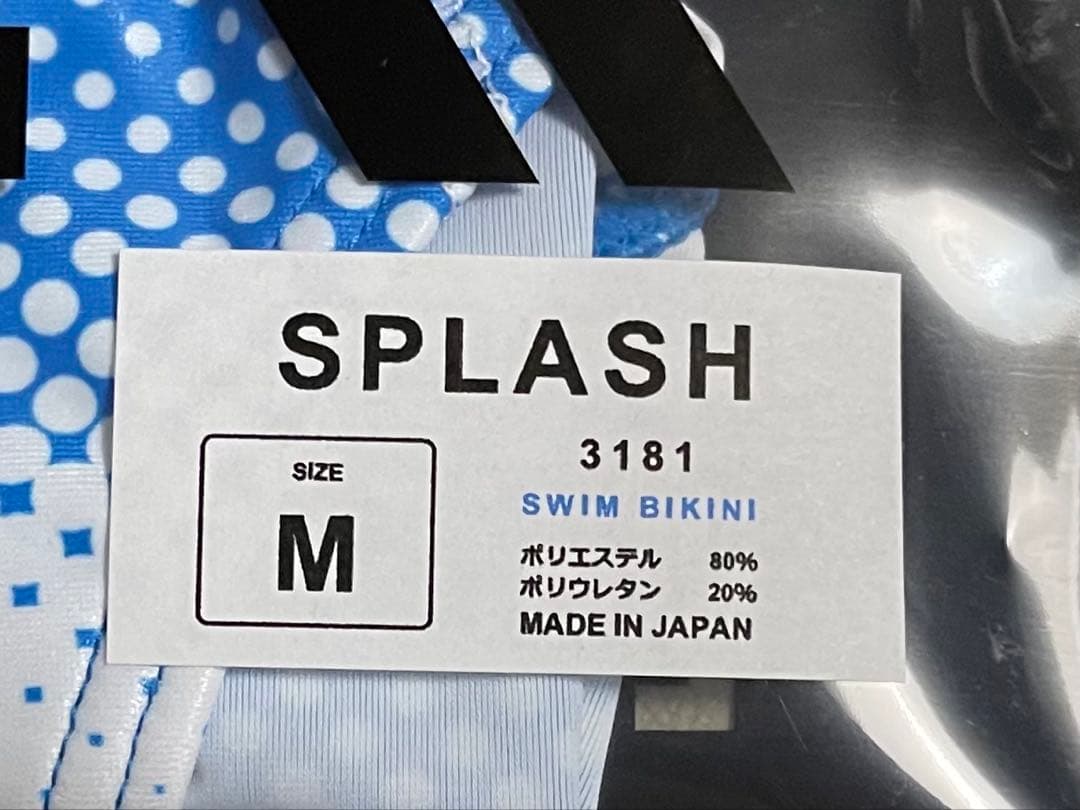 SPLASH
3181
SWIM BIKINI
SIZE
M
ポリエステル 80%
ポリウレタン 20%
MADE IN JAPAN